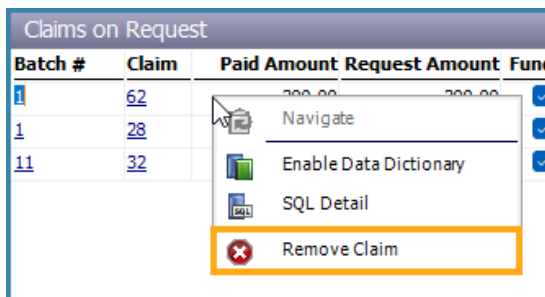 Claims on Request
Batch # Claim Paid Amount Request Amount Fun
1 62
1 28
11 32
Navigate
Enable Data Dictionary
SQL Detail
Remove Claim